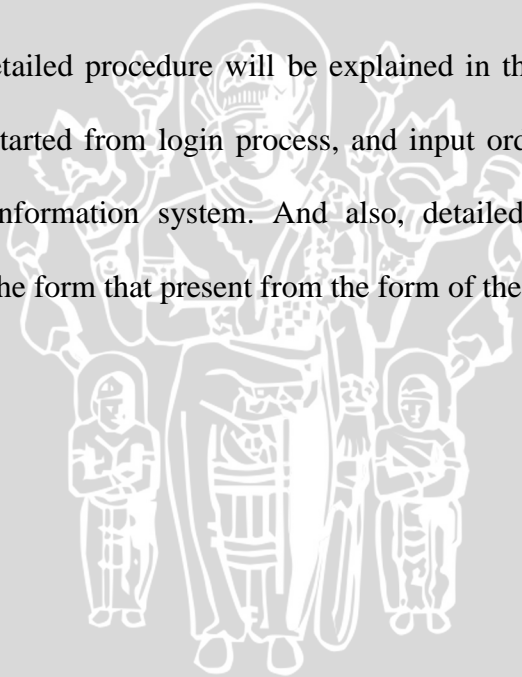 etailed procedure will be explained in th
tarted from login process, and input ord
nformation system. And also, detailed
he form that present from the form of the